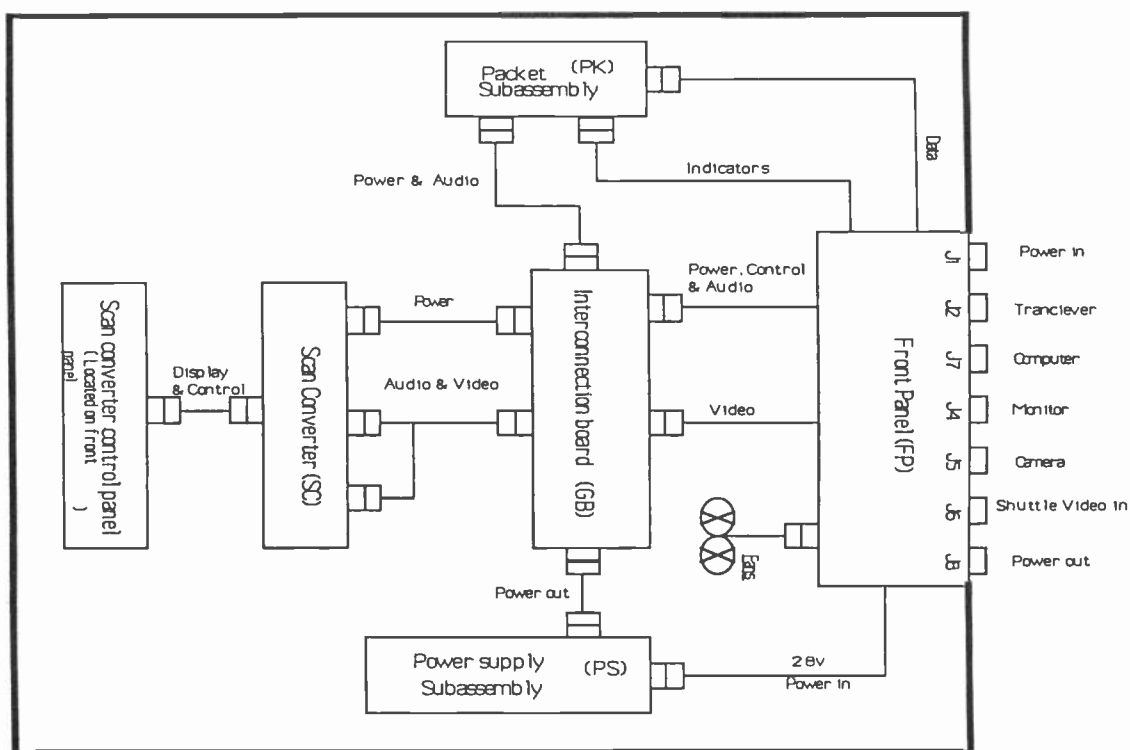 Packet (PK)
Subassembly
Data
Indicators
Power & Audio
Power, Control
& Audio
Power
Audio & Video
Video
Display
& Control
Scan converter control panel
( Located on front
panel )
Scan Converter (SC)
Interconnection board (GB)
Front Panel (FP)
J1 Power in
J2 Tranciever
J7 Computer
J4 Monitor
J5 Camera
J6 Shuttle Video in
J8 Power out
Fans
Power out
Power supply (PS)
Subassembly
28v
Power in